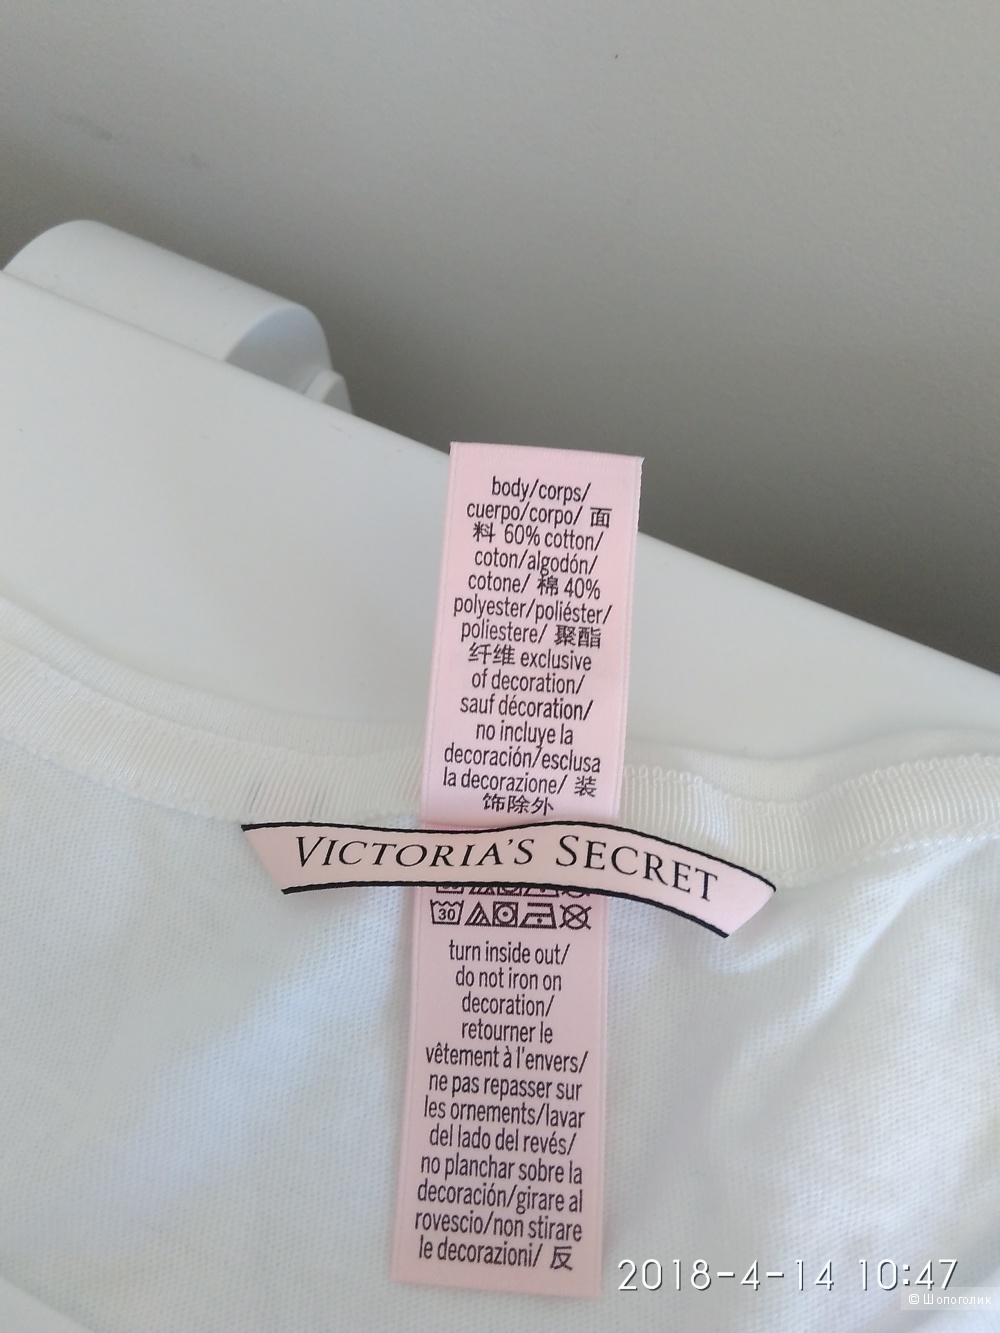 body/corps/
cuerpo/corpo/ 面
料 60% cotton/
coton/algodón/
cotone/ 棉 40%
polyester/poliéster/
poliestere/ 聚酯
纤维 exclusive
of decoration/
sauf décoration/
no incluye la
decoración/esclusa
la decorazione/ 装
饰除外
VICTORIA'S SECRET
30
turn inside out/
do not iron on
decoration/
retourner le
vêtement à l'envers/
ne pas repasser sur
les ornements/lavar
del lado del revés/
no planchar sobre la
decoración/girare al
rovescio/non stirare
le decorazioni/ 反
2018-4-14 10:47
© Шопоголик